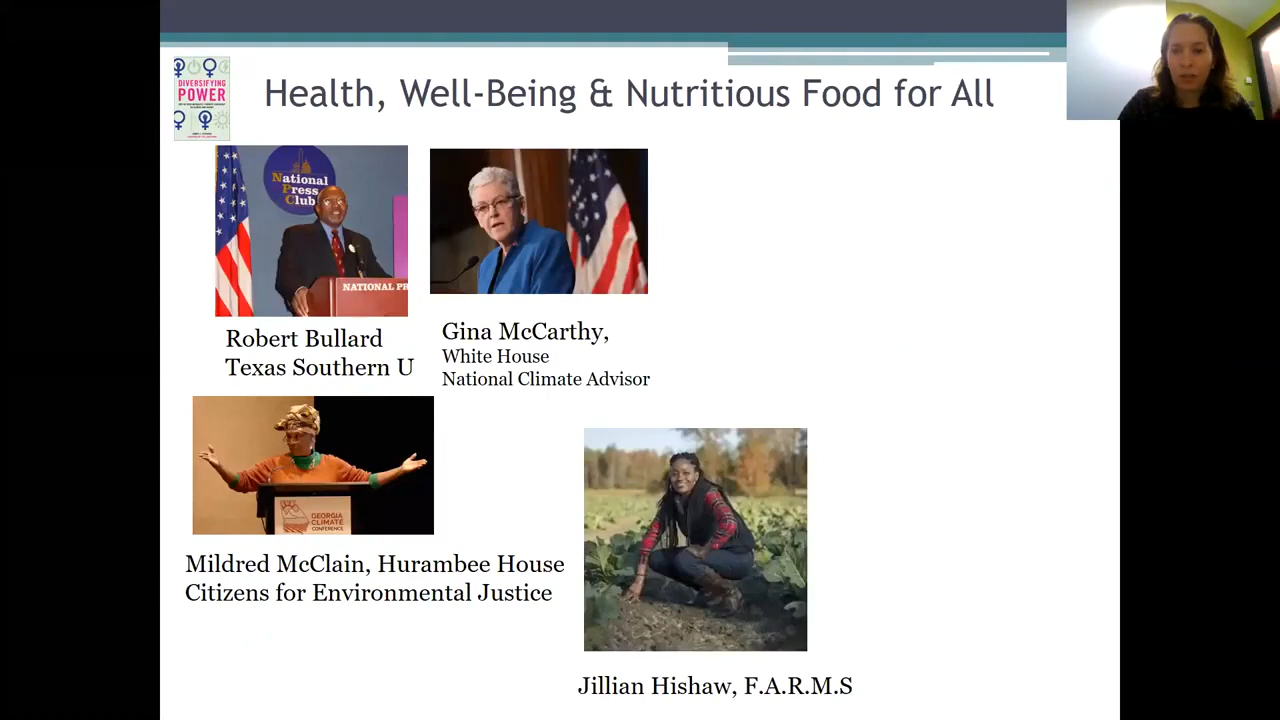 DIVERSIFYING
POWER
Health, Well-Being & Nutritious Food for All
National
Press
Club
NATIONAL PR
Robert Bullard
Texas Southern U
Gina McCarthy,
White House
National Climate Advisor
GEORGIA
CLIMATE
CONFERENCE
Mildred McClain, Hurambee House
Citizens for Environmental Justice
Jillian Hishaw, F.A.R.M.S